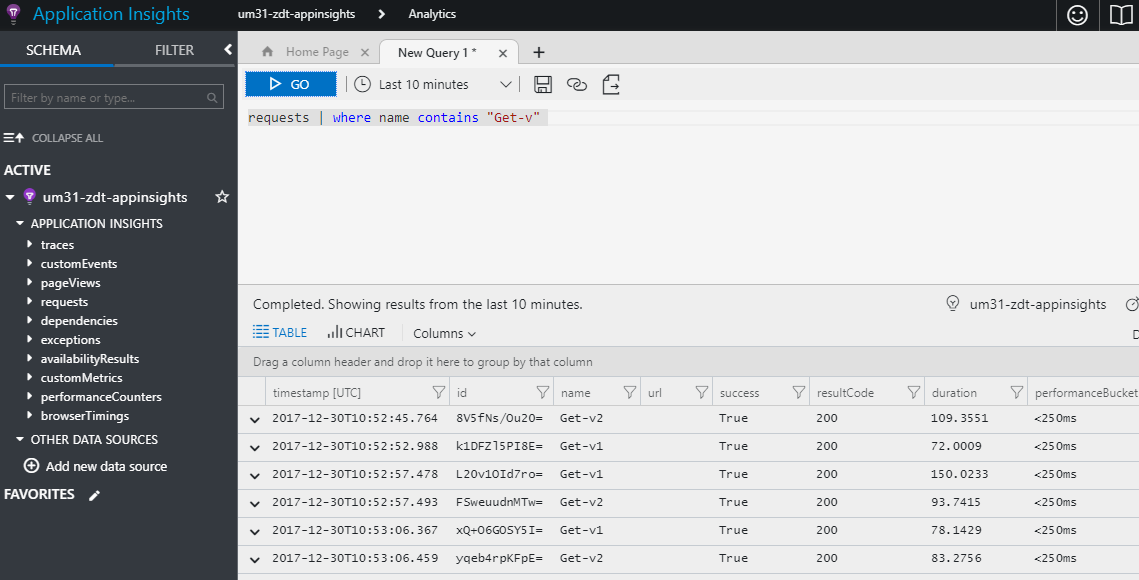 Application Insights
um31-zdt-appinsights > Analytics
SCHEMA
FILTER
Filter by name or type...
COLLAPSE ALL
ACTIVE
um31-zdt-appinsights
APPLICATION INSIGHTS
traces
customEvents
pageViews
requests
dependencies
exceptions
availabilityResults
customMetrics
performanceCounters
browserTimings
OTHER DATA SOURCES
Add new data source
FAVORITES
Home Page
New Query 1 *
GO
Last 10 minutes
requests | where name contains "Get-v"
Completed. Showing results from the last 10 minutes.
um31-zdt-appinsights
TABLE CHART Columns
Drag a column header and drop it here to group by that column
timestamp [UTC] id name url success resultCode duration performanceBucket
2017-12-30T10:52:45.764 8V5fNs/Ou20= Get-v2 True 200 109.3551 <250ms
2017-12-30T10:52:52.988 k1DFZl5PI8E= Get-v1 True 200 72.0009 <250ms
2017-12-30T10:52:57.478 L20v1OId7ro= Get-v1 True 200 150.0233 <250ms
2017-12-30T10:52:57.493 FSweuudnMTw= Get-v2 True 200 93.7415 <250ms
2017-12-30T10:53:06.367 xQ+O6GOSY5I= Get-v1 True 200 78.1429 <250ms
2017-12-30T10:53:06.459 yqeb4rpKFpE= Get-v2 True 200 83.2756 <250ms